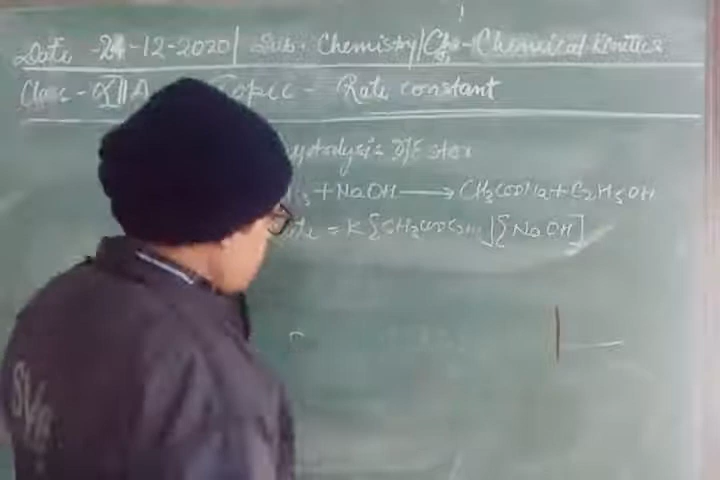 Date - 24-12-2020 | Sub. Chemistry / Ch - Chemical Kinetics
Class - XII A Topic - Rate constant
ydrolysis of Ester
+ NaOH ⟶ CH3COONa + C2H5OH
= K [CH3COOC2H5] [NaOH]